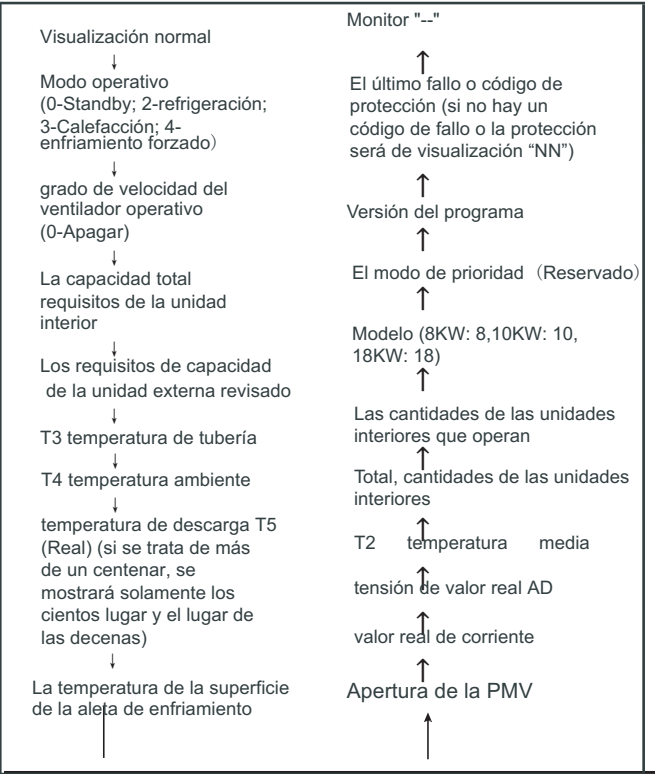 Visualización normal
↓
Modo operativo
(0-Standby; 2-refrigeración;
3-Calefacción; 4-
enfriamiento forzado）
↓
grado de velocidad del
ventilador operativo
(0-Apagar)
↓
La capacidad total
requisitos de la unidad
interior
↓
Los requisitos de capacidad
de la unidad externa revisado
↓
T3 temperatura de tubería
↓
T4 temperatura ambiente
↓
temperatura de descarga T5
(Real) (si se trata de más
de un centenar, se
mostrará solamente los
cientos lugar y el lugar de
las decenas)
↓
La temperatura de la superficie
de la aleta de enfriamiento
Monitor "--"
↑
El último fallo o código de
protección (si no hay un
código de fallo o la protección
será de visualización “NN”)
↑
Versión del programa
↑
El modo de prioridad（Reservado）
↑
Modelo (8KW: 8,10KW: 10,
18KW: 18)
↑
Las cantidades de las unidades
interiores que operan
↑
Total, cantidades de las unidades
interiores
↑
T2 temperatura media
↑
tensión de valor real AD
↑
valor real de corriente
↑
Apertura de la PMV